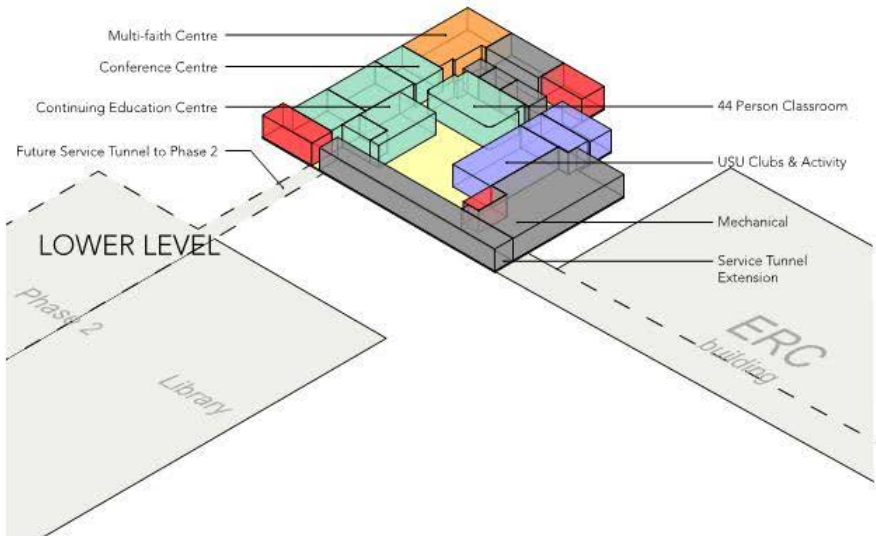 Multi-faith Centre
Conference Centre
Continuing Education Centre
44 Person Classroom
Future Service Tunnel to Phase 2
USU Clubs & Activity
Mechanical
LOWER LEVEL
Service Tunnel
Extension
Phase 2
Library
ERC
building